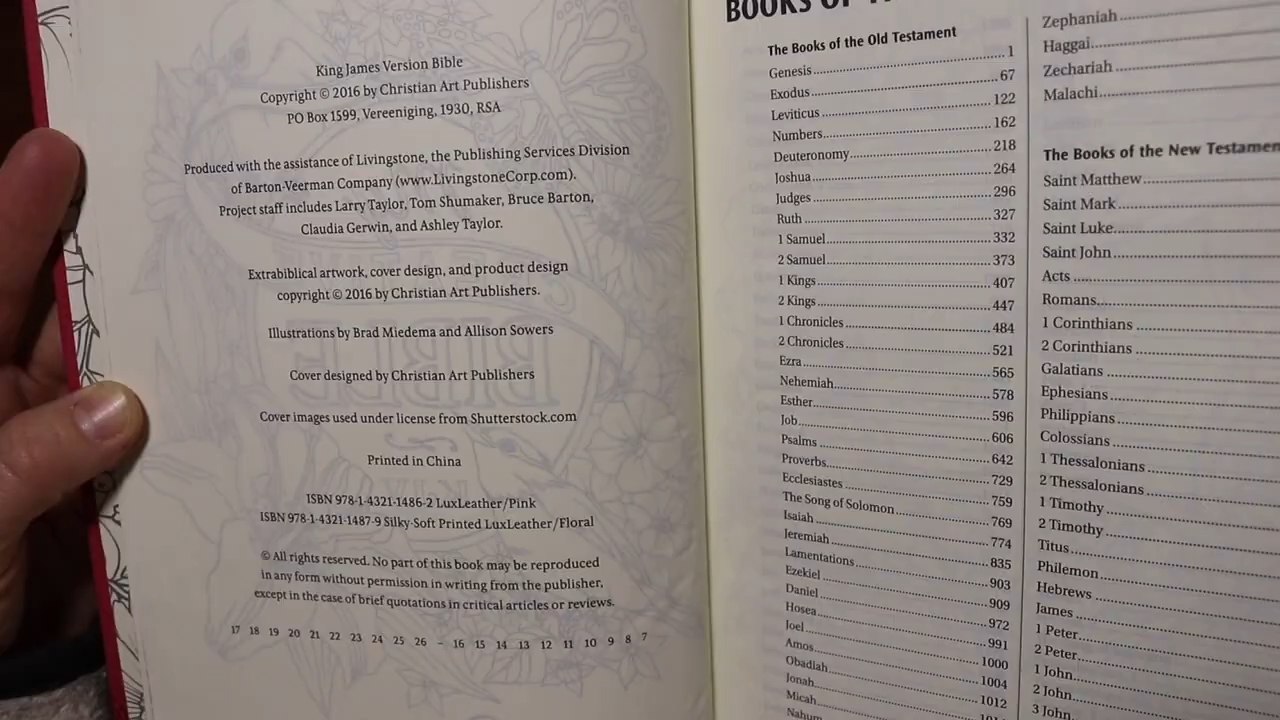 King James Version Bible
Copyright © 2016 by Christian Art Publishers
PO Box 1599, Vereeniging, 1930, RSA
Produced with the assistance of Livingstone, the Publishing Services Division
of Barton-Veerman Company (www.LivingstoneCorp.com).
Project staff includes Larry Taylor, Tom Shumaker, Bruce Barton,
Claudia Gerwin, and Ashley Taylor.
Extrabiblical artwork, cover design, and product design
copyright © 2016 by Christian Art Publishers.
Illustrations by Brad Miedema and Allison Sowers
Cover designed by Christian Art Publishers
Cover images used under license from Shutterstock.com
Printed in China
ISBN 978-1-4321-1486-2 LuxLeather/Pink
ISBN 978-1-4321-1487-9 Silky-Soft Printed LuxLeather/Floral
© All rights reserved. No part of this book may be reproduced
in any form without permission in writing from the publisher,
except in the case of brief quotations in critical articles or reviews.
17 18 19 20 21 22 23 24 25 26 – 16 15 14 13 12 11 10 9 8 7
BOOKS OF
The Books of the Old Testament
Genesis 1
Exodus 67
Leviticus 122
Numbers 162
Deuteronomy 218
Joshua 264
Judges 296
Ruth 327
1 Samuel 332
2 Samuel 373
1 Kings 407
2 Kings 447
1 Chronicles 484
2 Chronicles 521
Ezra 565
Nehemiah 578
Esther 596
Job 606
Psalms 642
Proverbs 729
Ecclesiastes 759
The Song of Solomon 769
Isaiah 774
Jeremiah 835
Lamentations 903
Ezekiel 909
Daniel 972
Hosea 991
Joel 1000
Amos 1004
Obadiah 1012
Jonah
Micah
Nahum
Zephaniah
Haggai
Zechariah
Malachi
The Books of the New Testamen
Saint Matthew
Saint Mark
Saint Luke
Saint John
Acts
Romans
1 Corinthians
2 Corinthians
Galatians
Ephesians
Philippians
Colossians
1 Thessalonians
2 Thessalonians
1 Timothy
2 Timothy
Titus
Philemon
Hebrews
James
1 Peter
2 Peter
1 John
2 John
3 John